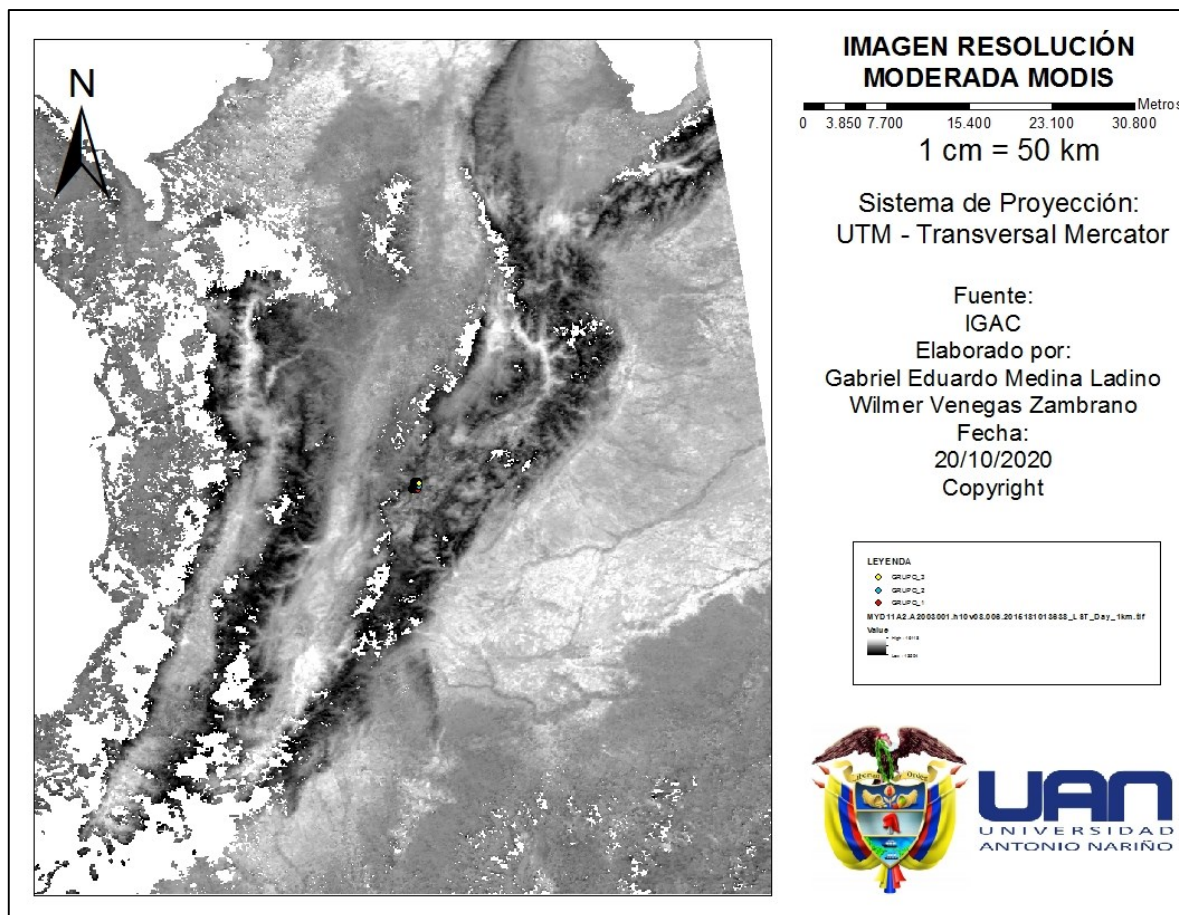 N
IMAGEN RESOLUCIÓN
MODERADA MODIS
Metros
0 3.850 7.700 15.400 23.100 30.800
1 cm = 50 km
Sistema de Proyección:
UTM - Transversal Mercator
Fuente:
IGAC
Elaborado por:
Gabriel Eduardo Medina Ladino
Wilmer Venegas Zambrano
Fecha:
20/10/2020
Copyright
LEYENDA
GRUPO_3
GRUPO_2
GRUPO_1
Value
UAN
UNIVERSIDAD
ANTONIO NARIÑO